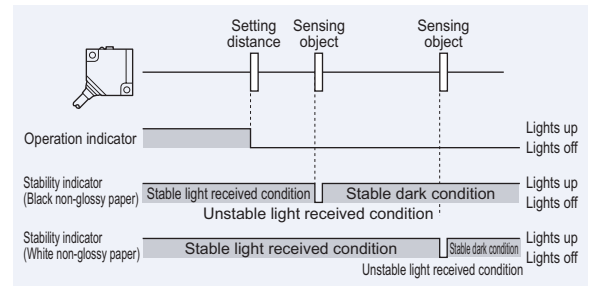 Setting distance
Sensing object
Sensing object
Operation indicator
Lights up
Lights off
Stability indicator
(Black non-glossy paper)
Stable light received condition
Stable dark condition
Lights up
Lights off
Unstable light received condition
Stability indicator
(White non-glossy paper)
Stable light received condition
Stable dark condition
Lights up
Lights off
Unstable light received condition